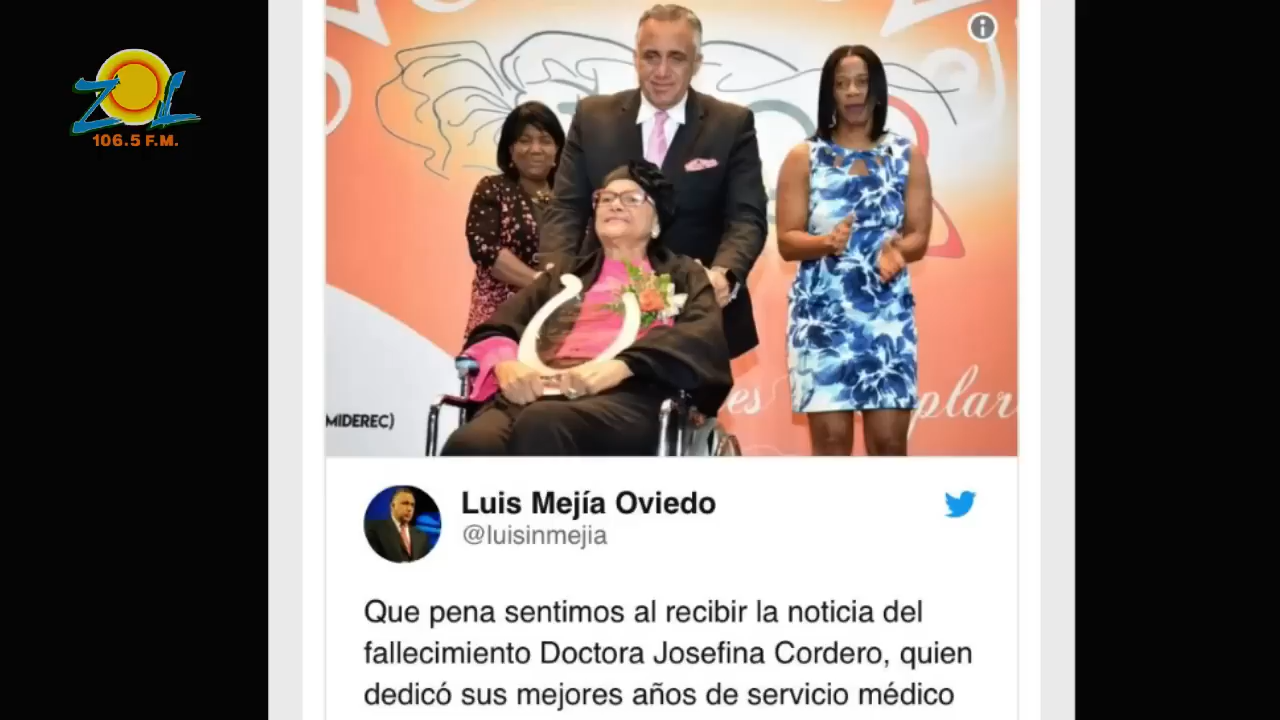 ZOL
106.5 F.M.
MIDEREC)
es
plar
Luis Mejía Oviedo
@luisinmejia
Que pena sentimos al recibir la noticia del
fallecimiento Doctora Josefina Cordero, quien
dedicó sus mejores años de servicio médico